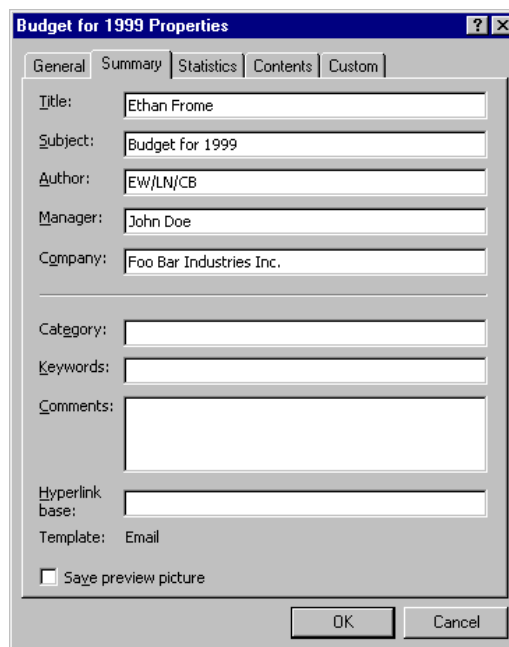 Budget for 1999 Properties
General Summary Statistics Contents Custom
Title: Ethan Frome
Subject: Budget for 1999
Author: EW/LN/CB
Manager: John Doe
Company: Foo Bar Industries Inc.
Category:
Keywords:
Comments:
Hyperlink
base:
Template: Email
Save preview picture
OK Cancel